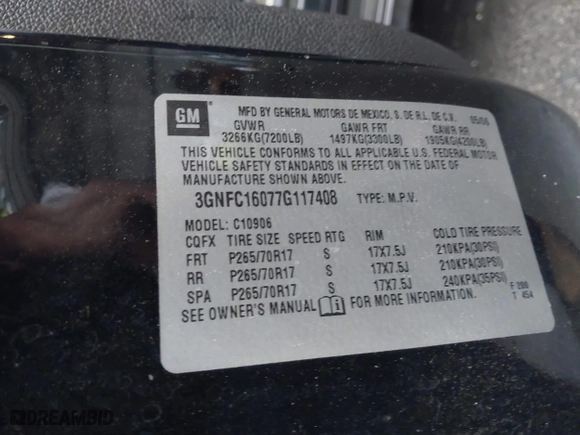 GM
MFD BY GENERAL MOTORS DE MEXICO, S. DE R.L. DE C.V. 05/06
GVWR GAWR FRT GAWR RR
3266KG(7200LB) 1497KG(3300LB) 1905KG(4200LB)
THIS VEHICLE CONFORMS TO ALL APPLICABLE U.S. FEDERAL MOTOR
VEHICLE SAFETY STANDARDS IN EFFECT ON THE DATE OF
MANUFACTURE SHOWN ABOVE.
3GNFC16077G117408 TYPE: M.P.V.
MODEL: C10906
CQFX TIRE SIZE SPEED RTG RIM COLD TIRE PRESSURE
FRT P265/70R17 S 17X7.5J 210KPA(30PSI)
RR P265/70R17 S 17X7.5J 210KPA(30PSI)
SPA P265/70R17 S 17X7.5J 240KPA(35PSI)
SEE OWNER'S MANUAL FOR MORE INFORMATION.
F 280
T 454
DREAMBID